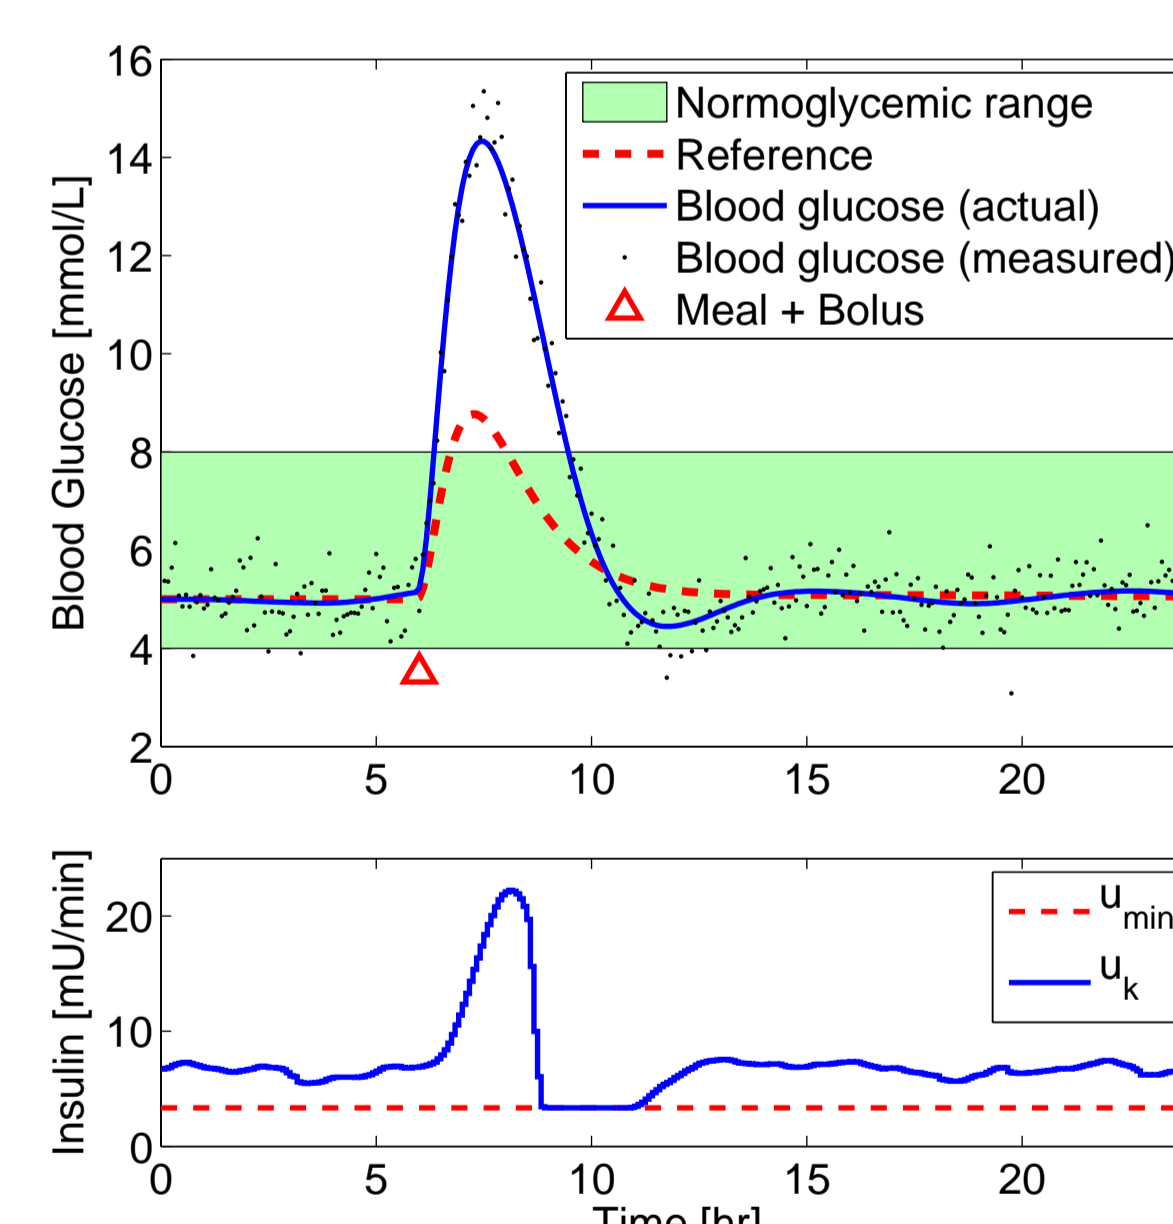 16
14
12
10
8
6
4
2
Blood Glucose [mmol/L]
Normoglycemic range
Reference
Blood glucose (actual)
Blood glucose (measured)
Meal + Bolus
0 5 10 15 20
20
10
0
Insulin [mU/min]
u min
u k
0 5 10 15 20
Time [hr]